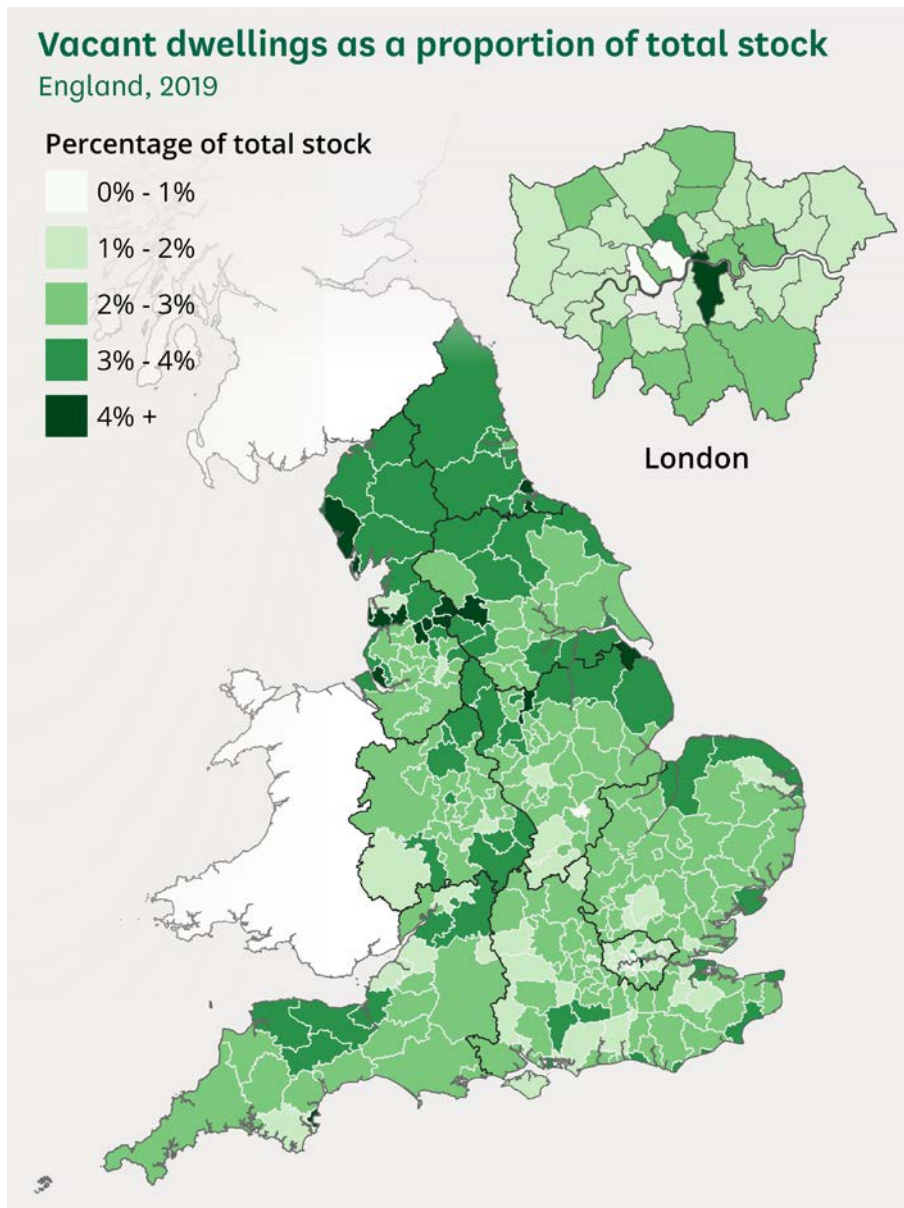 Vacant dwellings as a proportion of total stock
England, 2019
Percentage of total stock
0% - 1%
1% - 2%
2% - 3%
3% - 4%
4% +
London